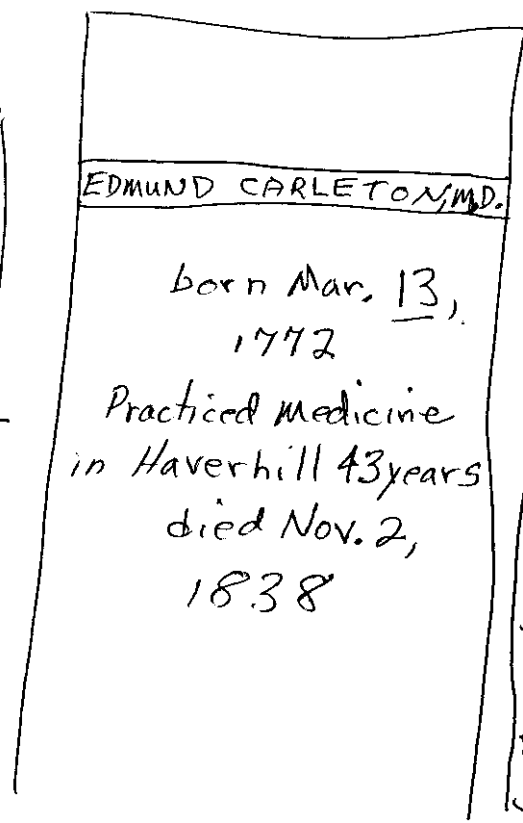 EDMUND CARLETON, M.D.
born Mar. 13,
1772
Practiced medicine
in Haverhill 43 years
died Nov. 2,
1838